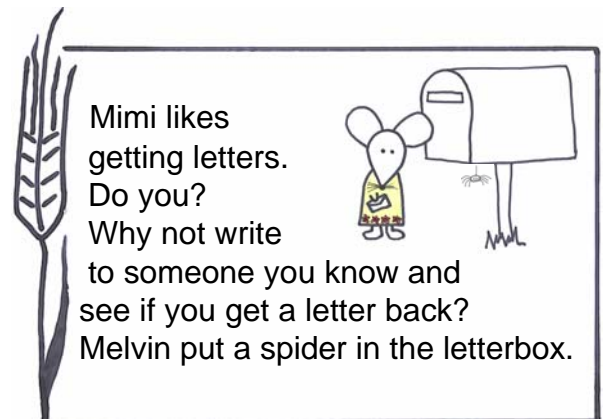 Mimi likes
getting letters.
Do you?
Why not write
to someone you know and
see if you get a letter back?
Melvin put a spider in the letterbox.